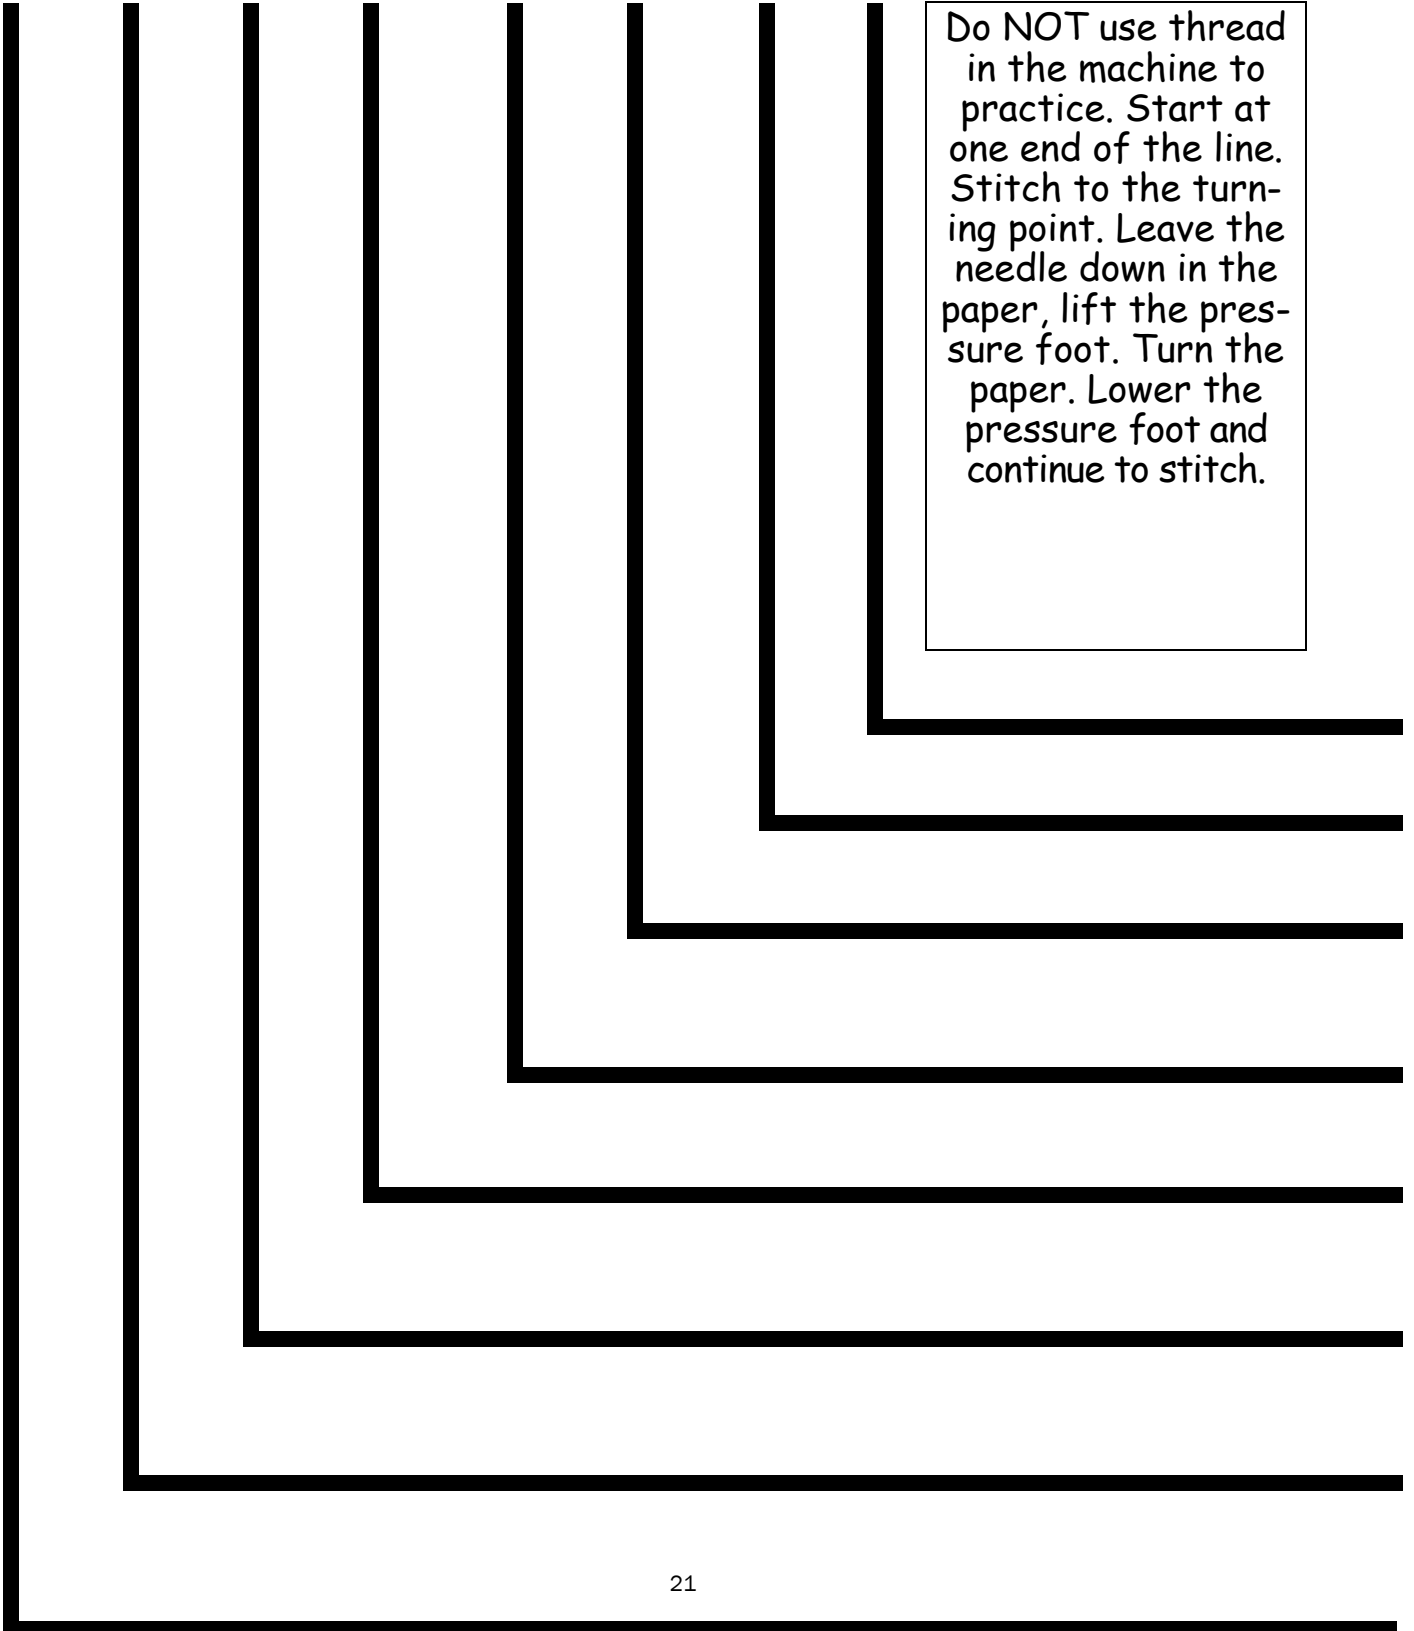 Do NOT use thread
in the machine to
practice. Start at
one end of the line.
Stitch to the turn-
ing point. Leave the
needle down in the
paper, lift the pres-
sure foot. Turn the
paper. Lower the
pressure foot and
continue to stitch.
21